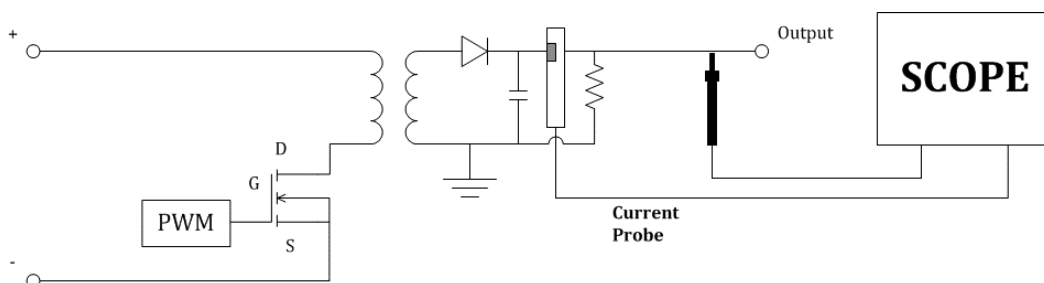 +
Output
SCOPE
D
G
PWM
S
Current
Probe
-